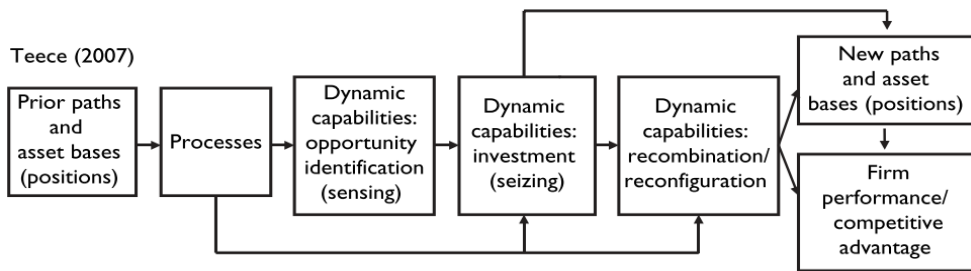 Teece (2007)
Prior paths
and
asset bases
(positions)
Processes
Dynamic
capabilities:
opportunity
identification
(sensing)
Dynamic
capabilities:
investment
(seizing)
Dynamic
capabilities:
recombination/
reconfiguration
New paths
and asset
bases (positions)
Firm
performance/
competitive
advantage